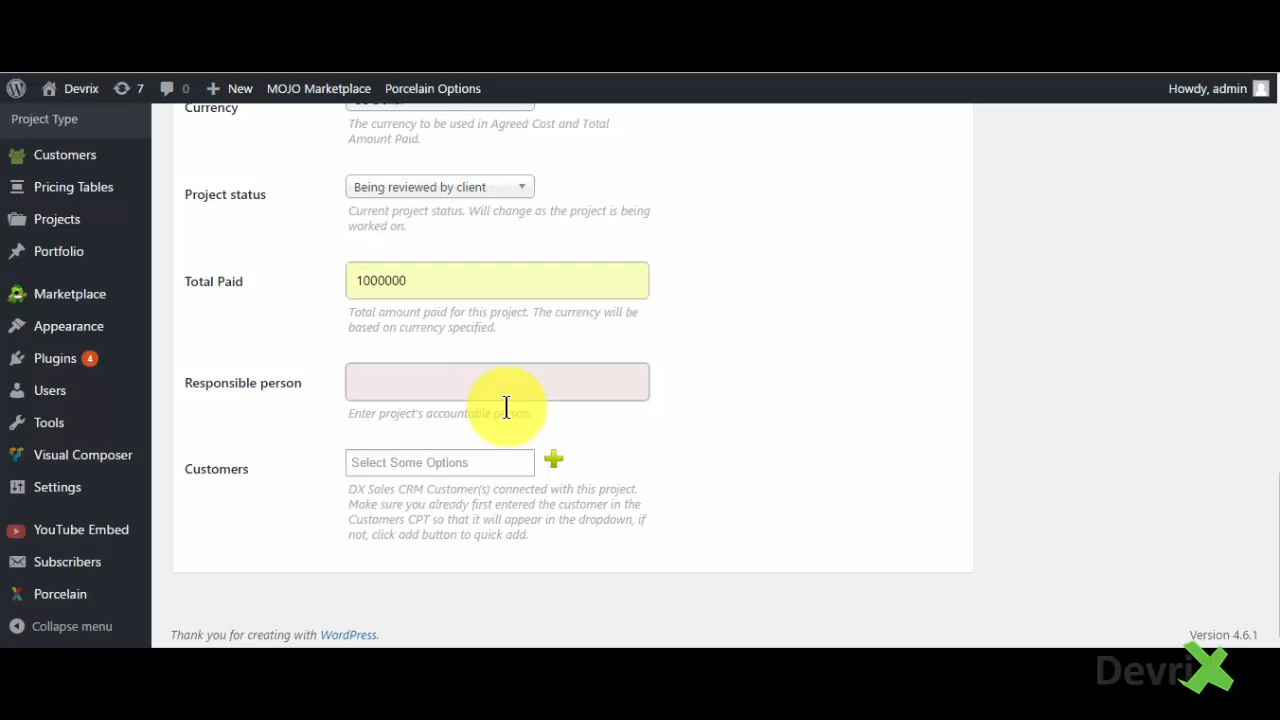 Devrix 7 0 New MOJO Marketplace Porcelain Options Howdy, admin
Project Type
Customers
Pricing Tables
Projects
Portfolio
Marketplace
Appearance
Plugins 4
Users
Tools
Visual Composer
Settings
YouTube Embed
Subscribers
Porcelain
Collapse menu
Currency
The currency to be used in Agreed Cost and Total
Amount Paid.
Project status
Being reviewed by client
Current project status. Will change as the project is being
worked on.
Total Paid
1000000
Total amount paid for this project. The currency will be
based on currency specified.
Responsible person
Enter project's accountable person.
Customers
Select Some Options
DX Sales CRM Customer(s) connected with this project.
Make sure you already first entered the customer in the
Customers CPT so that it will appear in the dropdown, if
not, click add button to quick add.
Thank you for creating with WordPress.
Version 4.6.1
DevriX